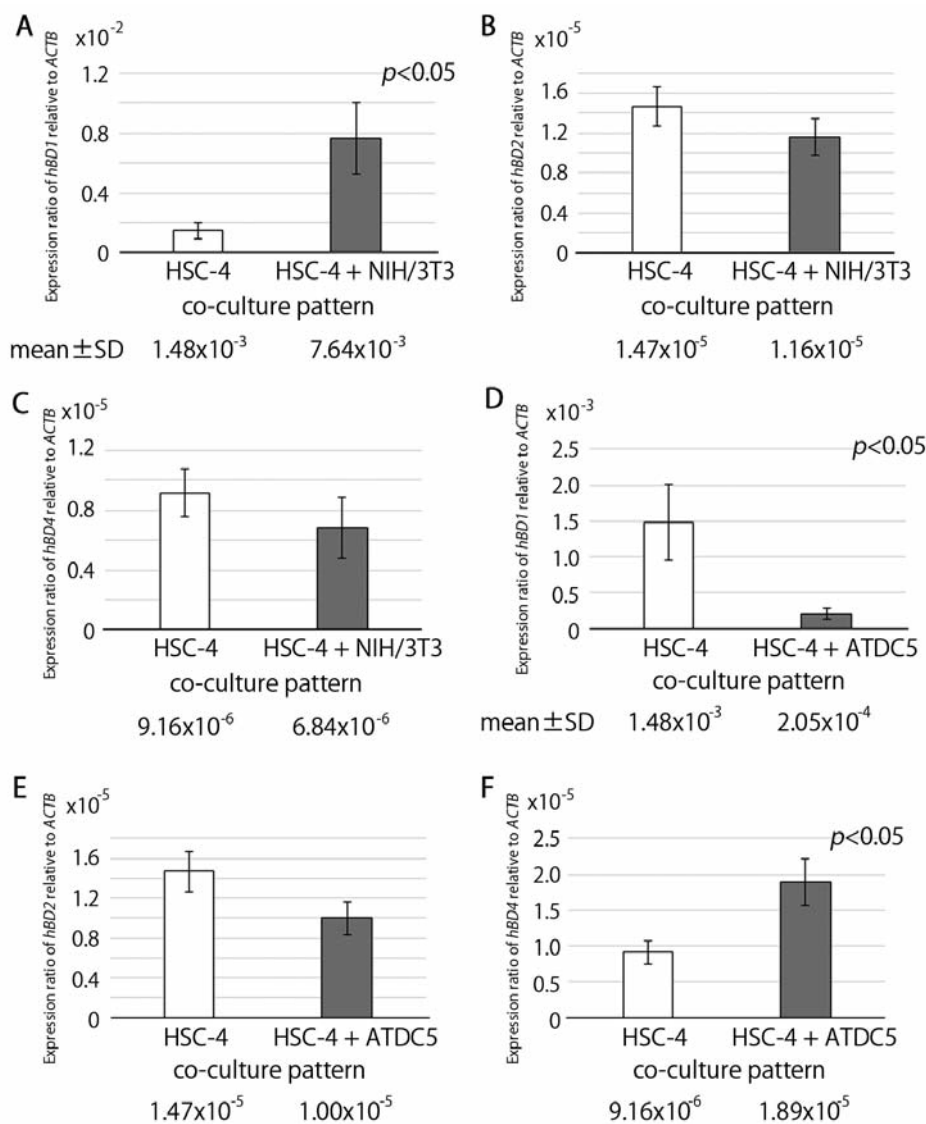 A
x10⁻²
Expression ratio of hBD1 relative to ACTB
p<0.05
1.2
0.8
0.4
0
HSC-4 HSC-4 + NIH/3T3
co-culture pattern
mean ±SD 1.48x10⁻³ 7.64x10⁻³
B
x10⁻⁵
Expression ratio of hBD2 relative to ACTB
1.6
1.2
0.8
0.4
0
HSC-4 HSC-4 + NIH/3T3
co-culture pattern
1.47x10⁻⁵ 1.16x10⁻⁵
C
x10⁻⁵
Expression ratio of hBD4 relative to ACTB
1.2
0.8
0.4
0
HSC-4 HSC-4 + NIH/3T3
co-culture pattern
9.16x10⁻⁶ 6.84x10⁻⁶
D
x10⁻³
Expression ratio of hBD1 relative to ACTB
p<0.05
2.5
2.0
1.5
1.0
0.5
0
HSC-4 HSC-4 + ATDC5
co-culture pattern
mean ±SD 1.48x10⁻³ 2.05x10⁻⁴
E
x10⁻⁵
Expression ratio of hBD2 relative to ACTB
1.6
1.2
0.8
0.4
0
HSC-4 HSC-4 + ATDC5
co-culture pattern
1.47x10⁻⁵ 1.00x10⁻⁵
F
x10⁻⁵
Expression ratio of hBD4 relative to ACTB
p<0.05
2.5
2.0
1.5
1.0
0.5
0
HSC-4 HSC-4 + ATDC5
co-culture pattern
9.16x10⁻⁶ 1.89x10⁻⁵